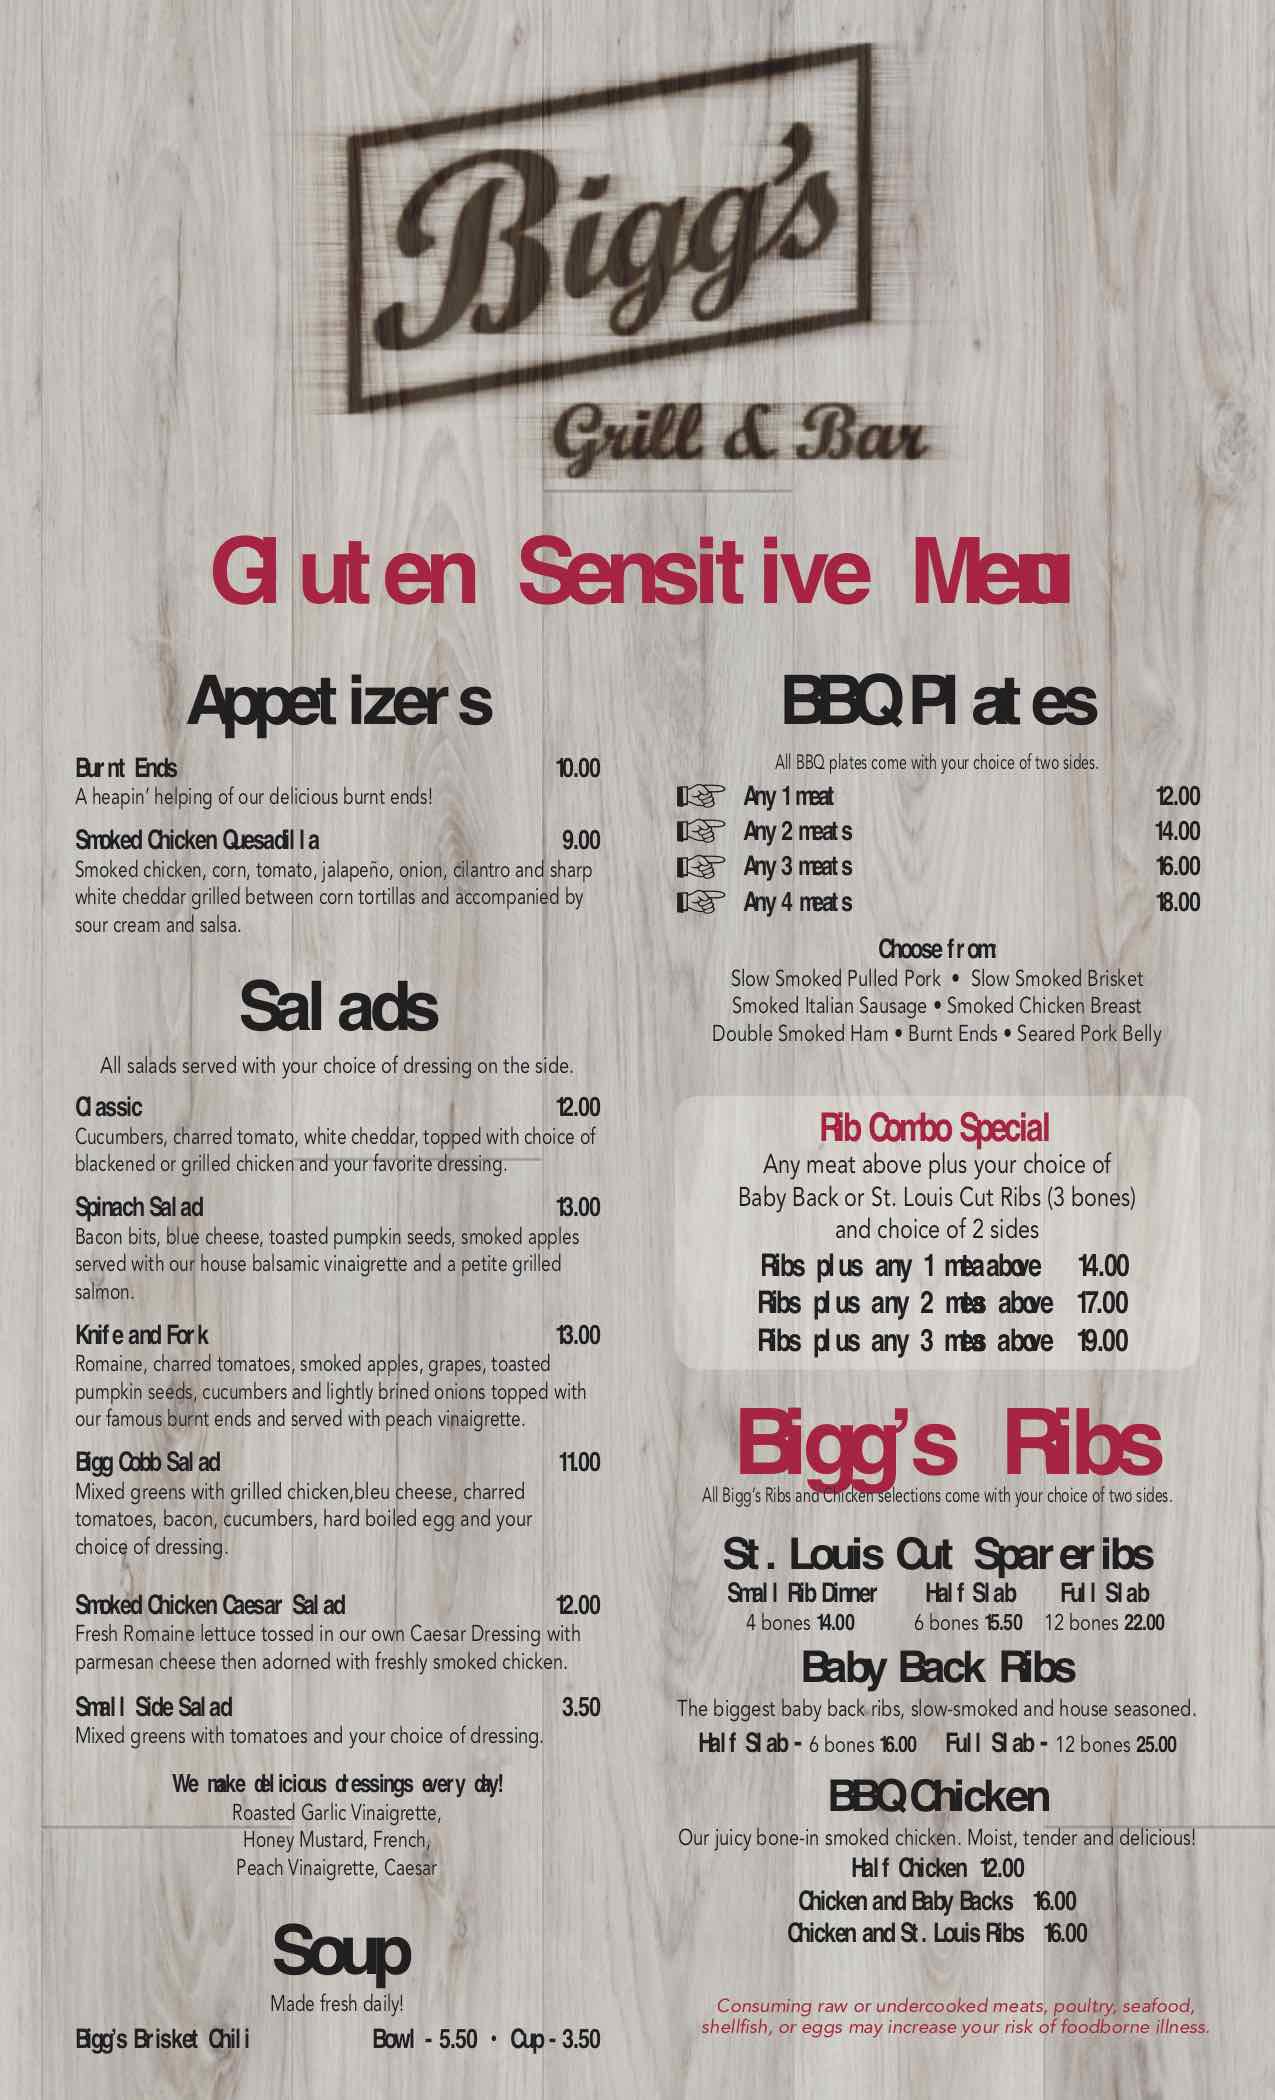 Bigg's
Grill & Bar
Gluten Sensitive Menu
Appetizers
Burnt Ends 10.00
A heapin' helping of our delicious burnt ends!
Smoked Chicken Quesadilla 9.00
Smoked chicken, corn, tomato, jalapeño, onion, cilantro and sharp
white cheddar grilled between corn tortillas and accompanied by
sour cream and salsa.
Salads
All salads served with your choice of dressing on the side.
Classic 12.00
Cucumbers, charred tomato, white cheddar, topped with choice of
blackened or grilled chicken and your favorite dressing.
Spinach Salad 13.00
Bacon bits, blue cheese, toasted pumpkin seeds, smoked apples
served with our house balsamic vinaigrette and a petite grilled
salmon.
Knife and Fork 13.00
Romaine, charred tomatoes, smoked apples, grapes, toasted
pumpkin seeds, cucumbers and lightly brined onions topped with
our famous burnt ends and served with peach vinaigrette.
Bigg Cobb Salad 11.00
Mixed greens with grilled chicken,bleu cheese, charred
tomatoes, bacon, cucumbers, hard boiled egg and your
choice of dressing.
Smoked Chicken Caesar Salad 12.00
Fresh Romaine lettuce tossed in our own Caesar Dressing with
parmesan cheese then adorned with freshly smoked chicken.
Small Side Salad 3.50
Mixed greens with tomatoes and your choice of dressing.
We make delicious dressings every day!
Roasted Garlic Vinaigrette,
Honey Mustard, French,
Peach Vinaigrette, Caesar
Soup
Made fresh daily!
Bigg's Brisket Chili Bowl - 5.50 • Cup - 3.50
BBQ Plates
All BBQ plates come with your choice of two sides.
Any 1 meat 12.00
Any 2 meats 14.00
Any 3 meats 16.00
Any 4 meats 18.00
Choose from:
Slow Smoked Pulled Pork • Slow Smoked Brisket
Smoked Italian Sausage • Smoked Chicken Breast
Double Smoked Ham • Burnt Ends • Seared Pork Belly
Rib Combo Special
Any meat above plus your choice of
Baby Back or St. Louis Cut Ribs (3 bones)
and choice of 2 sides
Ribs plus any 1 meat above 14.00
Ribs plus any 2 meats above 17.00
Ribs plus any 3 meats above 19.00
Bigg's Ribs
All Bigg's Ribs and Chicken selections come with your choice of two sides.
St. Louis Cut Spareribs
Small Rib Dinner Half Slab Full Slab
4 bones 14.00 6 bones 15.50 12 bones 22.00
Baby Back Ribs
The biggest baby back ribs, slow-smoked and house seasoned.
Half Slab - 6 bones 16.00 Full Slab - 12 bones 25.00
BBQ Chicken
Our juicy bone-in smoked chicken. Moist, tender and delicious!
Half Chicken 12.00
Chicken and Baby Backs 16.00
Chicken and St. Louis Ribs 16.00
Consuming raw or undercooked meats, poultry, seafood,
shellfish, or eggs may increase your risk of foodborne illness.